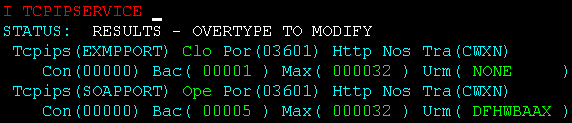 I TCPIPSERVICE
STATUS:  RESULTS - OVERTYPE TO MODIFY
Tcpips(EXMPPORT) Clo Por(03601) Http Nos Tra(CWXN)
Con(00000) Bac( 00001 ) Max( 000032 ) Urm( NONE     )
Tcpips(SOAPPORT) Ope Por(03601) Http Nos Tra(CWXN)
Con(00000) Bac( 00005 ) Max( 000032 ) Urm( DFHWBAAX )